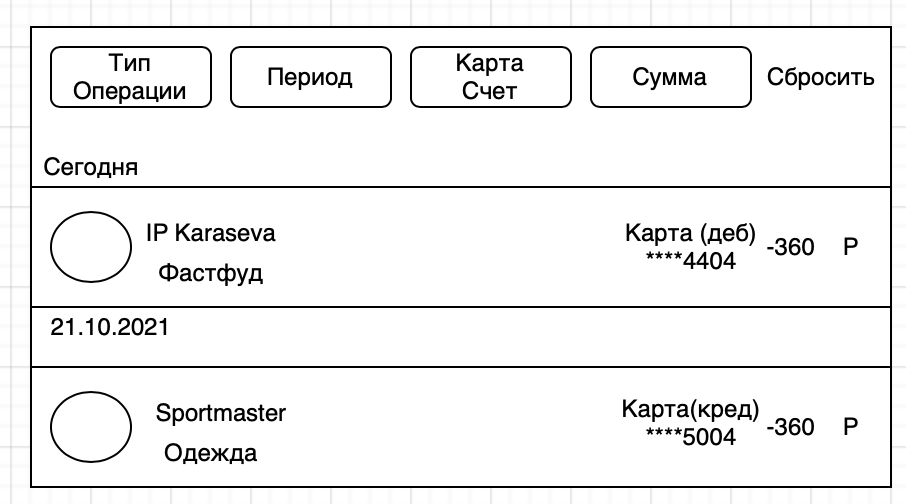 Тип
Операции
Период
Карта
Счет
Сумма
Сбросить
Сегодня
IP Karaseva
Фастфуд
Карта (деб)
****4404
-360 Р
21.10.2021
Sportmaster
Одежда
Карта(кред)
****5004
-360 Р